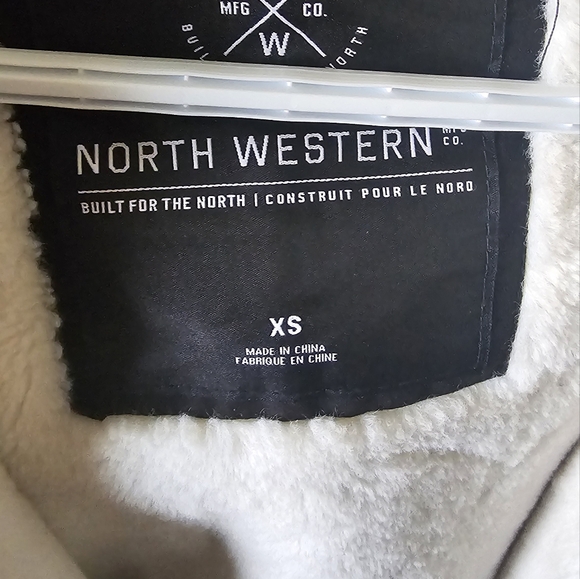 MFG CO.
W
NORTH WESTERN MFG
CO.
BUILT FOR THE NORTH | CONSTRUIT POUR LE NORD
XS
MADE IN CHINA
FABRIQUE EN CHINE